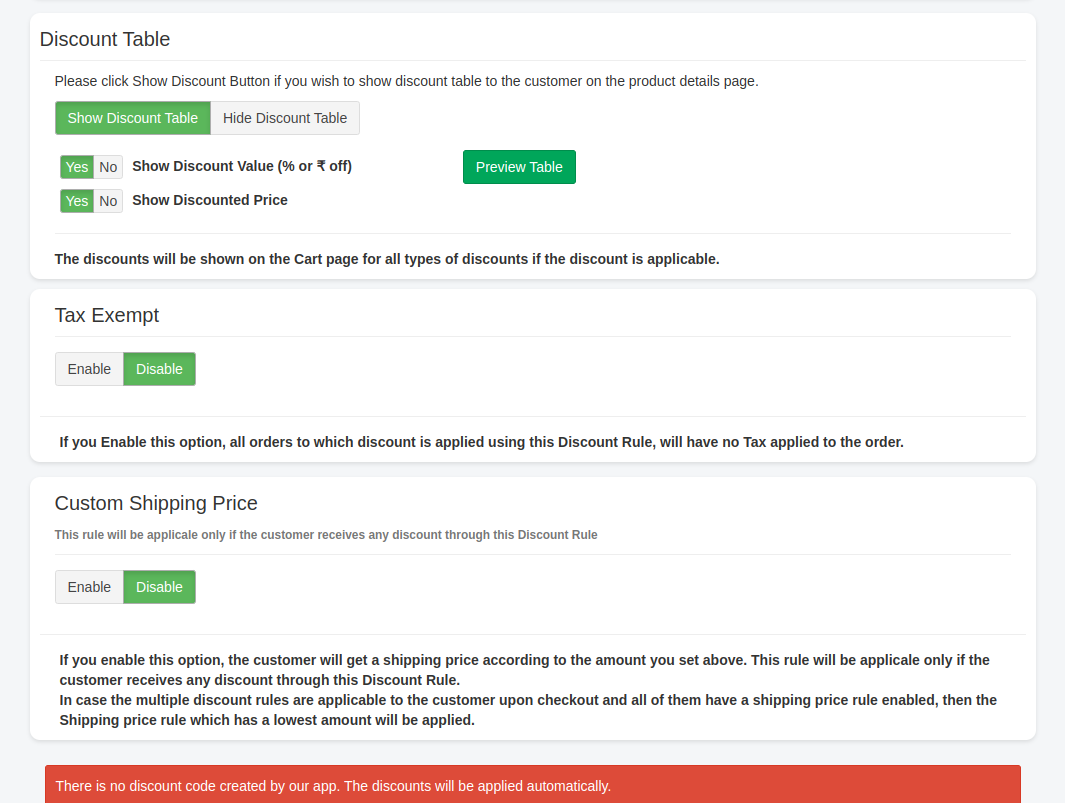 Discount Table
Please click Show Discount Button if you wish to show discount table to the customer on the product details page.
Show Discount Table Hide Discount Table
Yes No Show Discount Value (% or ₹ off) Preview Table
Yes No Show Discounted Price
The discounts will be shown on the Cart page for all types of discounts if the discount is applicable.
Tax Exempt
Enable Disable
If you Enable this option, all orders to which discount is applied using this Discount Rule, will have no Tax applied to the order.
Custom Shipping Price
This rule will be applicale only if the customer receives any discount through this Discount Rule
Enable Disable
If you enable this option, the customer will get a shipping price according to the amount you set above. This rule will be applicale only if the
customer receives any discount through this Discount Rule.
In case the multiple discount rules are applicable to the customer upon checkout and all of them have a shipping price rule enabled, then the
Shipping price rule which has a lowest amount will be applied.
There is no discount code created by our app. The discounts will be applied automatically.